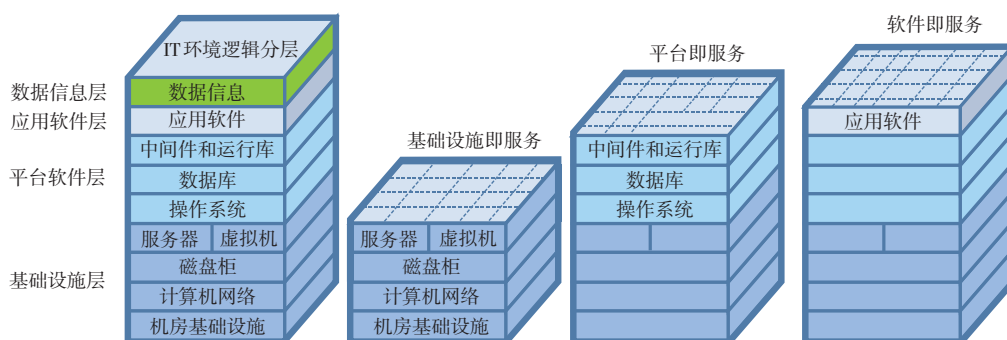 IT环境逻辑分层
数据信息层
应用软件层
平台软件层
基础设施层
数据信息
应用软件
中间件和运行库
数据库
操作系统
服务器 虚拟机
磁盘柜
计算机网络
机房基础设施
基础设施即服务
服务器 虚拟机
磁盘柜
计算机网络
机房基础设施
平台即服务
中间件和运行库
数据库
操作系统
软件即服务
应用软件